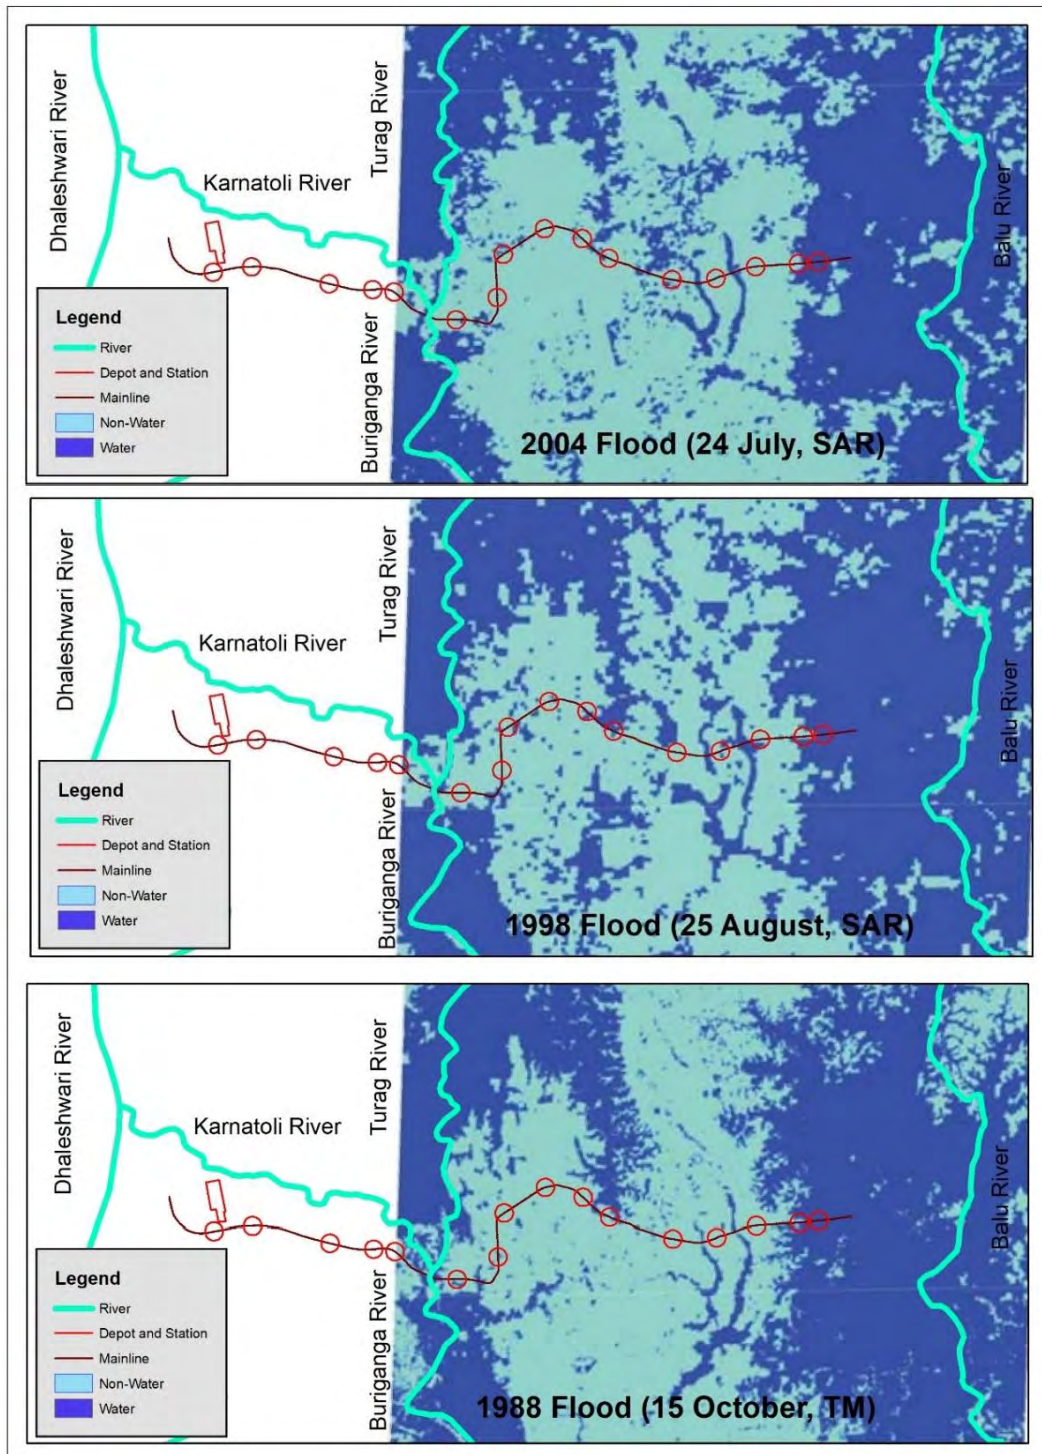 Dhaleshwari River
Karnatoli River
Turag River
Buriganga River
Balu River
Legend
River
Depot and Station
Mainline
Non-Water
Water
2004 Flood (24 July, SAR)
Dhaleshwari River
Karnatoli River
Turag River
Buriganga River
Balu River
Legend
River
Depot and Station
Mainline
Non-Water
Water
1998 Flood (25 August, SAR)
Dhaleshwari River
Karnatoli River
Turag River
Buriganga River
Balu River
Legend
River
Depot and Station
Mainline
Non-Water
Water
1988 Flood (15 October, TM)